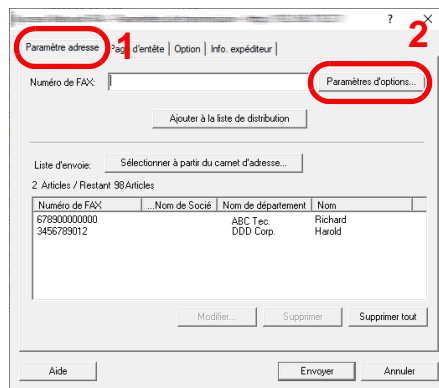 ?
Paramètre adresse 1 Page d'entête Option Info. expéditeur 2
Numéro de FAX: Paramètres d'options...
Ajouter à la liste de distribution
Liste d'envoie: Sélectionner à partir du carnet d'adresse...
2 Articles / Restant 98Articles
Numéro de FAX ...Nom de Socié Nom de département Nom
678900000000 ABC Tec. Richard
3456789012 DDD Corp. Harold
Modifier... Supprimer Supprimer tout
Aide Envoyer Annuler